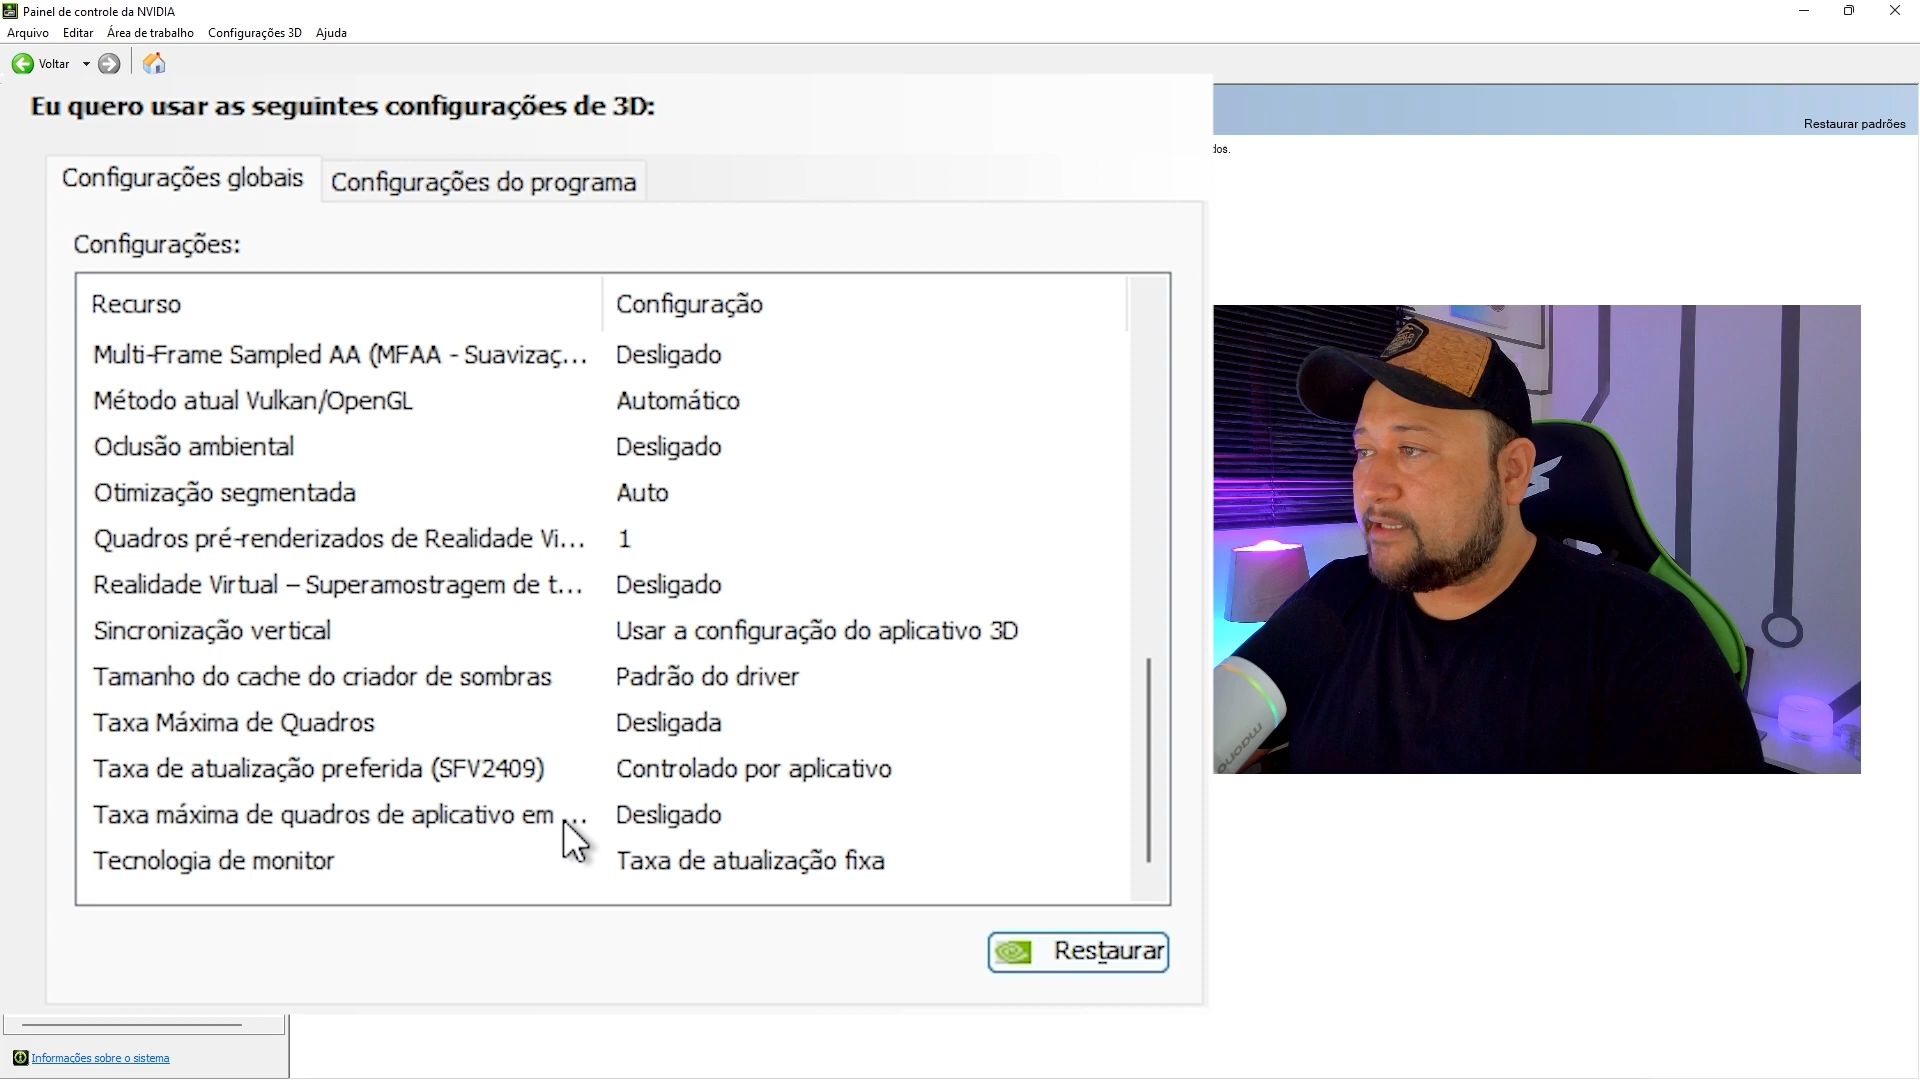 Painel de controle da NVIDIA
Arquivo Editar Área de trabalho Configurações 3D Ajuda
Voltar
Eu quero usar as seguintes configurações de 3D:
Restaurar padrões
dos.
Configurações globais Configurações do programa
Configurações:
Recurso Configuração
Multi-Frame Sampled AA (MFAA - Suavizaç... Desligado
Método atual Vulkan/OpenGL Automático
Oclusão ambiental Desligado
Otimização segmentada Auto
Quadros pré-renderizados de Realidade Vi... 1
Realidade Virtual – Superamostragem de t... Desligado
Sincronização vertical Usar a configuração do aplicativo 3D
Tamanho do cache do criador de sombras Padrão do driver
Taxa Máxima de Quadros Desligada
Taxa de atualização preferida (SFV2409) Controlado por aplicativo
Taxa máxima de quadros de aplicativo em ... Desligado
Tecnologia de monitor Taxa de atualização fixa
Restaurar
Informações sobre o sistema